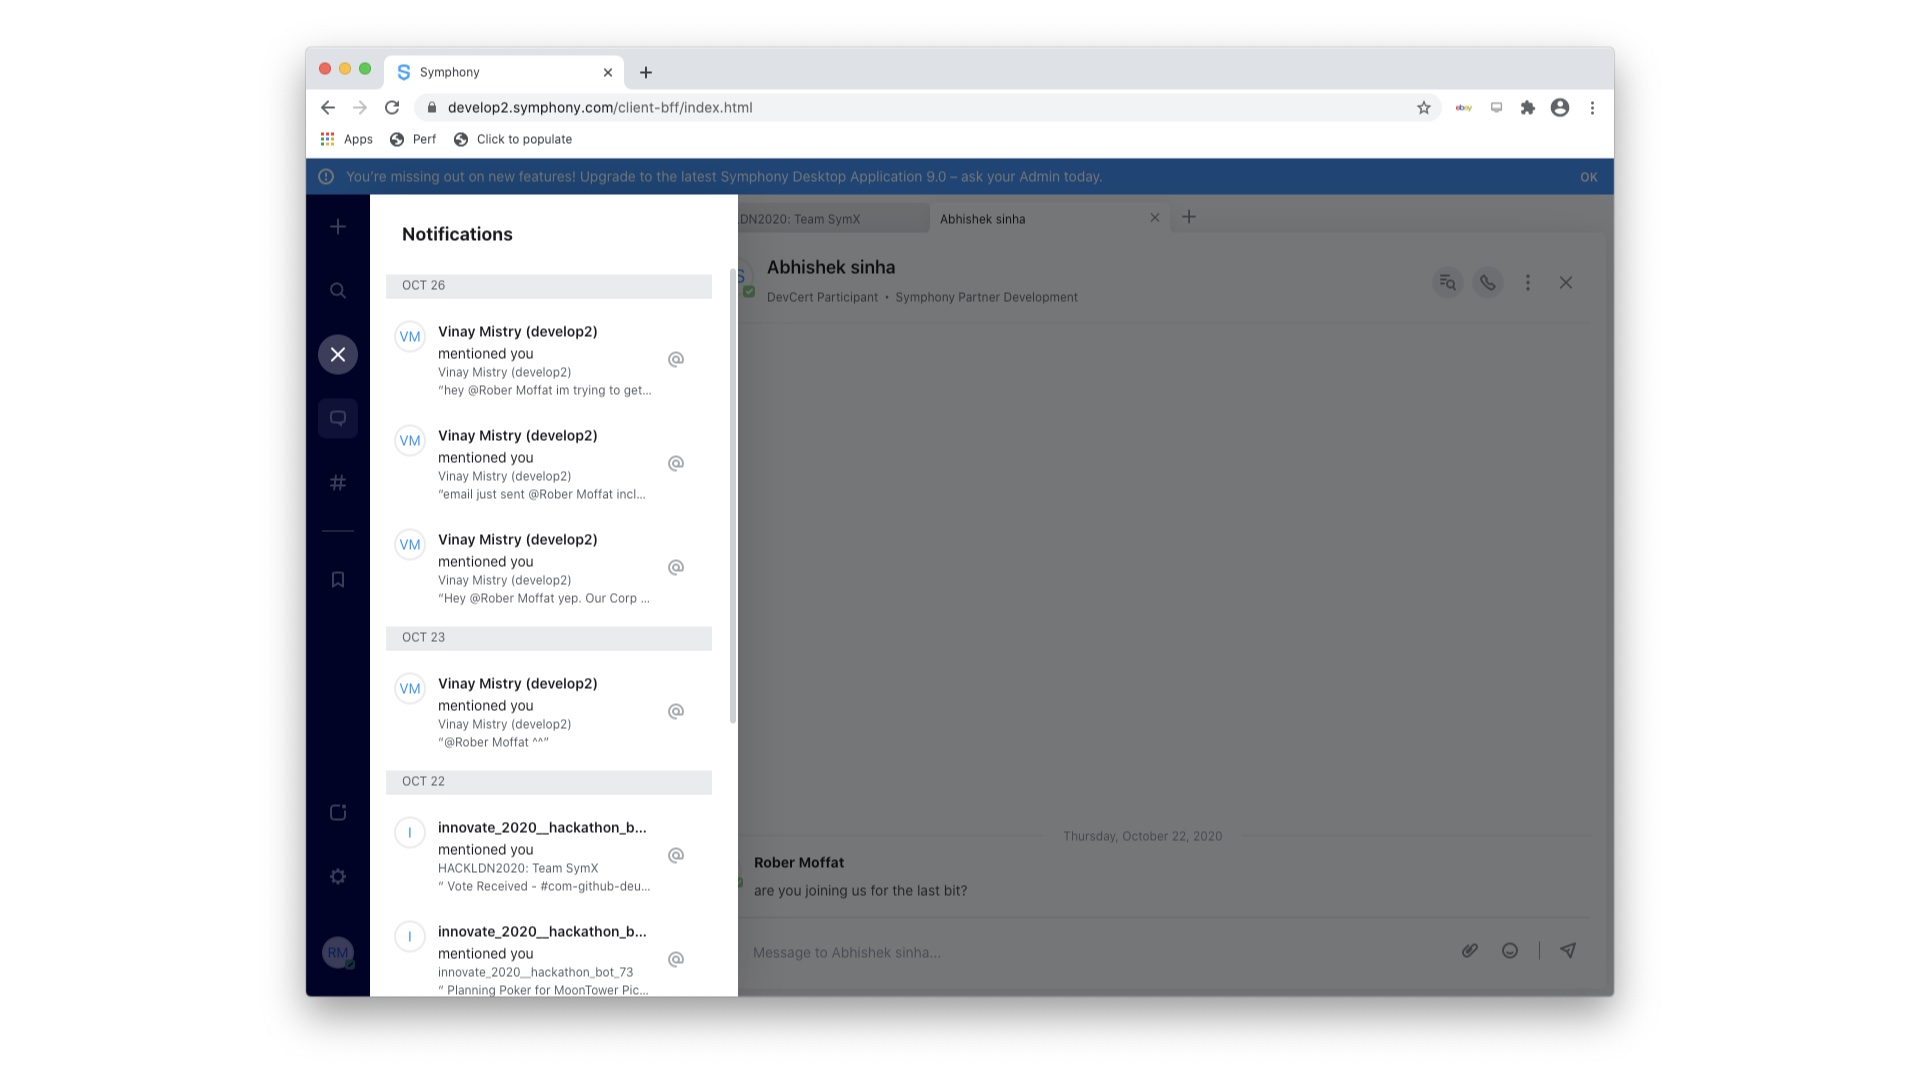 Symphony
develop2.symphony.com/client-bff/index.html
ebay
Apps
Perf
Click to populate
You're missing out on new features! Upgrade to the latest Symphony Desktop Application 9.0 – ask your Admin today.
OK
Notifications
OCT 26
VM
Vinay Mistry (develop2)
mentioned you
@
Vinay Mistry (develop2)
“hey @Rober Moffat im trying to get...
VM
Vinay Mistry (develop2)
mentioned you
@
Vinay Mistry (develop2)
“email just sent @Rober Moffat incl...
VM
Vinay Mistry (develop2)
mentioned you
@
Vinay Mistry (develop2)
“Hey @Rober Moffat yep. Our Corp ...
OCT 23
VM
Vinay Mistry (develop2)
mentioned you
@
Vinay Mistry (develop2)
“@Rober Moffat ^^”
OCT 22
I
innovate_2020__hackathon_b...
mentioned you
@
HACKLDN2020: Team SymX
“ Vote Received - #com-github-deu...
I
innovate_2020__hackathon_b...
mentioned you
@
innovate_2020__hackathon_bot_73
“ Planning Poker for MoonTower Pic...
RM
LDN2020: Team SymX
Abhishek sinha
Abhishek sinha
DevCert Participant • Symphony Partner Development
Thursday, October 22, 2020
Rober Moffat
are you joining us for the last bit?
Message to Abhishek sinha...